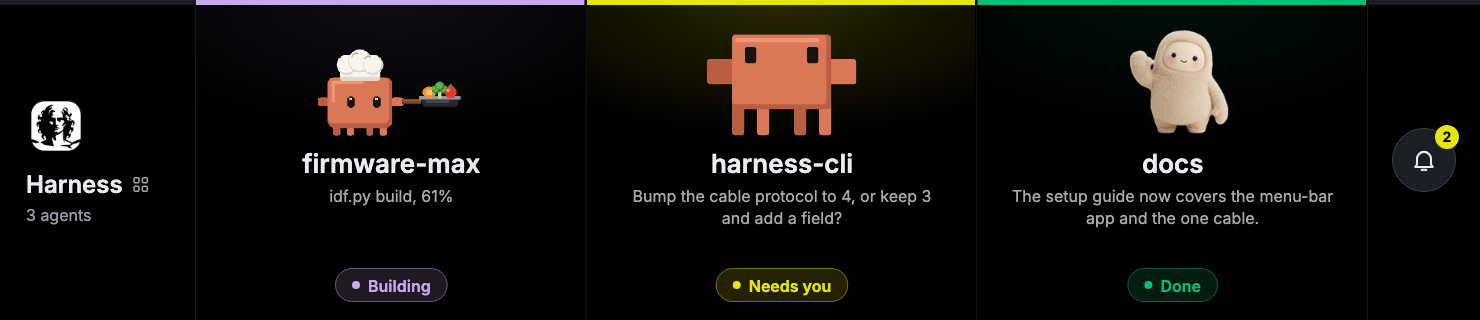 Harness
3 agents
firmware-max
idf.py build, 61%
Building
harness-cli
Bump the cable protocol to 4, or keep 3
and add a field?
Needs you
docs
The setup guide now covers the menu-bar
app and the one cable.
Done
2